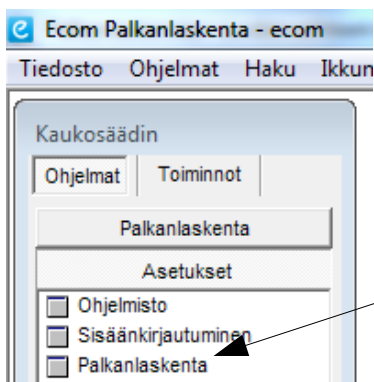 Ecom Palkanlaskenta - ecom
Tiedosto Ohjelmat Haku Ikkun
Kaukosäädin
Ohjelmat Toiminnot
Palkanlaskenta
Asetukset
Ohjelmisto
Sisäänkirjautuminen
Palkanlaskenta